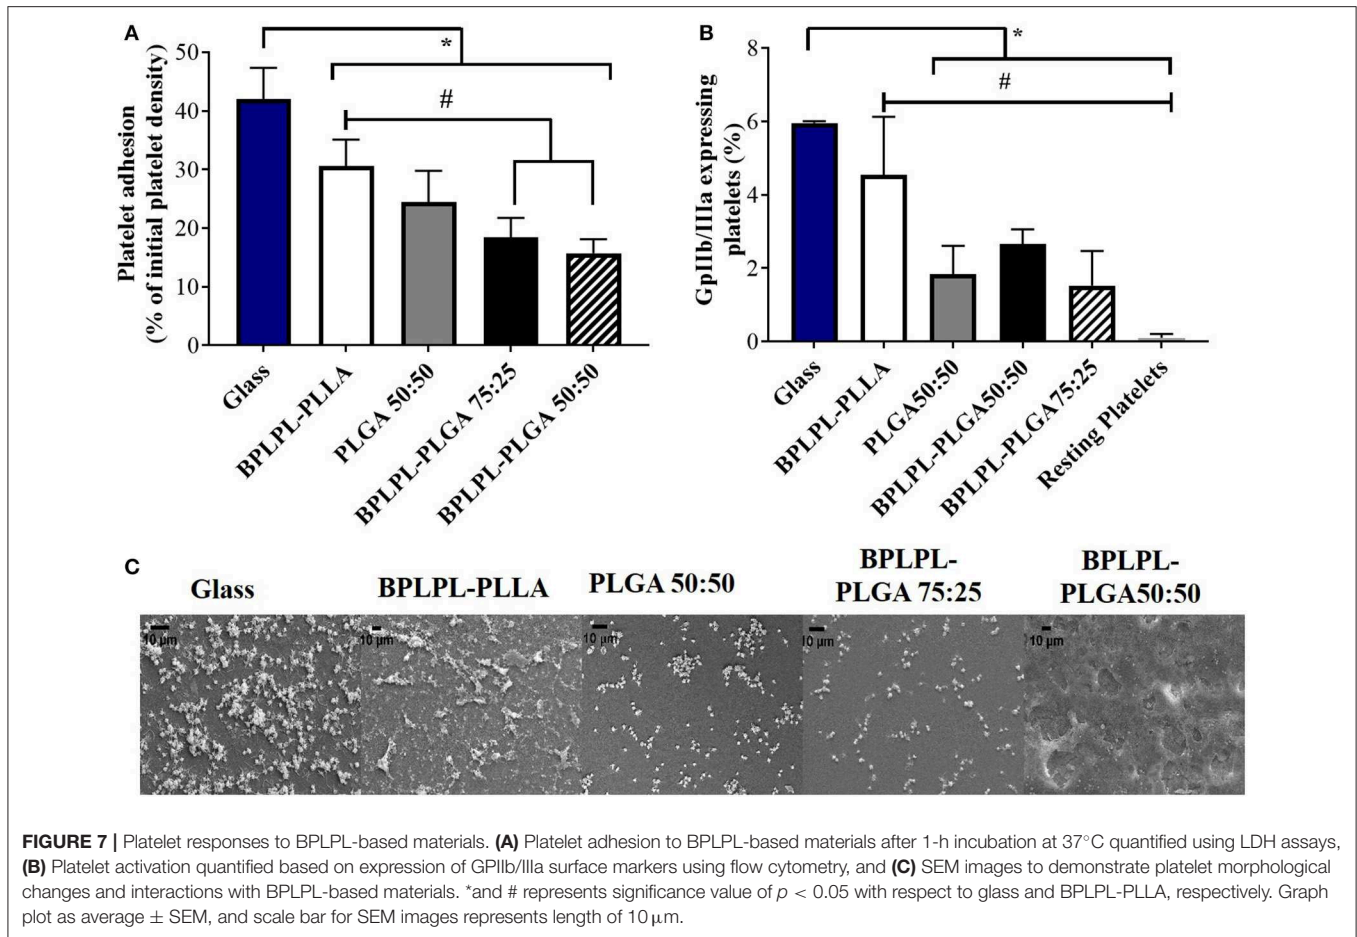 A
*
#
Platelet adhesion
(% of initial platelet density)
50
40
30
20
10
0
Glass
BPLPL-PLLA
PLGA 50:50
BPLPL-PLGA 75:25
BPLPL-PLGA 50:50
B
*
#
GpIIb/IIIa expressing
platelets (%)
8
6
4
2
0
Glass
BPLPL-PLLA
PLGA50:50
BPLPL-PLGA50:50
BPLPL-PLGA75:25
Resting Platelets
C
Glass
BPLPL-PLLA
PLGA 50:50
BPLPL-
PLGA 75:25
BPLPL-
PLGA50:50
10 µm
10 µm
10 µm
10 µm
10 µm
FIGURE 7 | Platelet responses to BPLPL-based materials. (A) Platelet adhesion to BPLPL-based materials after 1-h incubation at 37°C quantified using LDH assays,
(B) Platelet activation quantified based on expression of GPIIb/IIIa surface markers using flow cytometry, and (C) SEM images to demonstrate platelet morphological
changes and interactions with BPLPL-based materials. *and # represents significance value of p < 0.05 with respect to glass and BPLPL-PLLA, respectively. Graph
plot as average ± SEM, and scale bar for SEM images represents length of 10 µm.